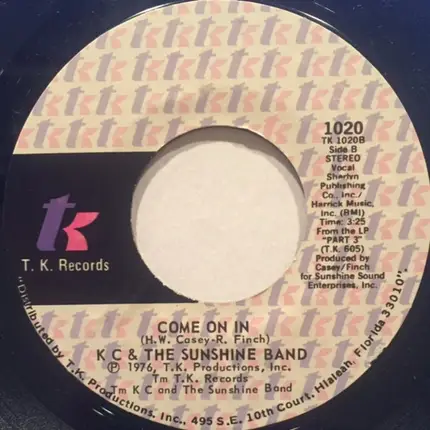 1020
TK 1020B
Side B
STEREO
Vocal
Sherlyn
Publishing
Co., Inc./
Harrick Music,
Inc. (BMI)
Time: 3:25
From the LP
"PART 3"
(T.K. 605)
Produced by
Casey/Finch
for Sunshine Sound
Enterprises, Inc.
tk
T. K. Records
COME ON IN
(H.W. Casey-R. Finch)
K C & THE SUNSHINE BAND
℗ 1976, T.K. Productions, Inc.
Tm T.K. Records
Tm K C and The Sunshine Band
"Distributed by T.K. Productions, Inc., 495 S.E. 10th Court, Hialeah, Florida 33010".